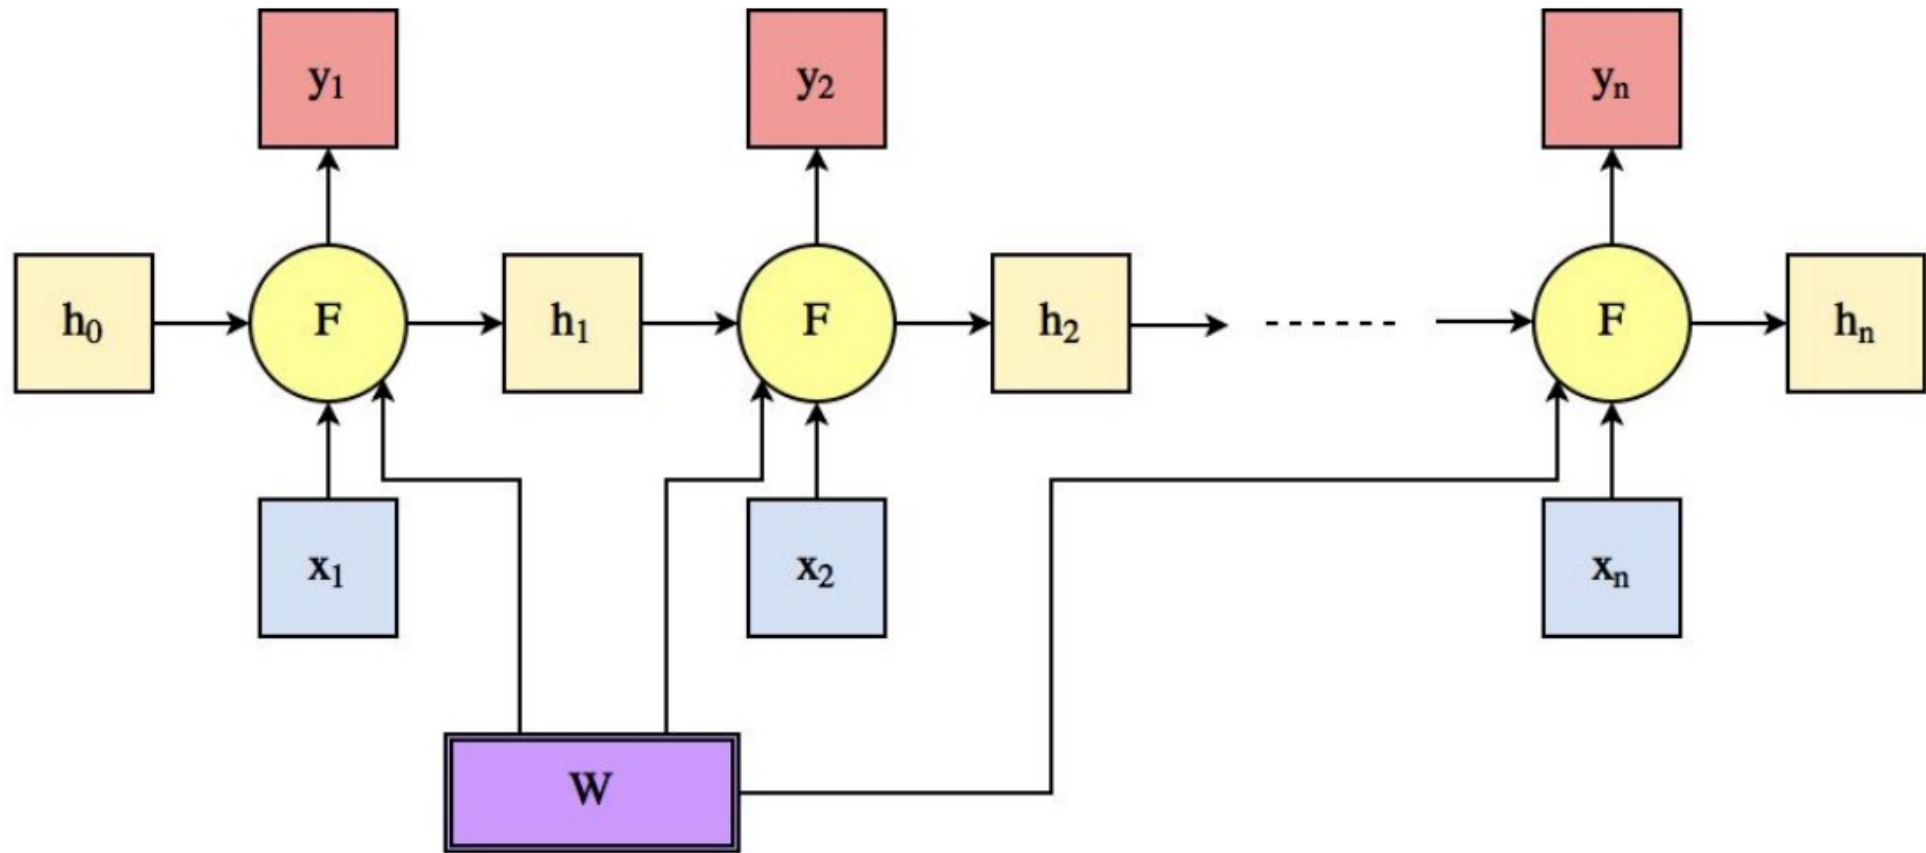 y₁ y₂ yₙ
h₀ F h₁ F h₂ F hₙ
x₁ x₂ xₙ
W